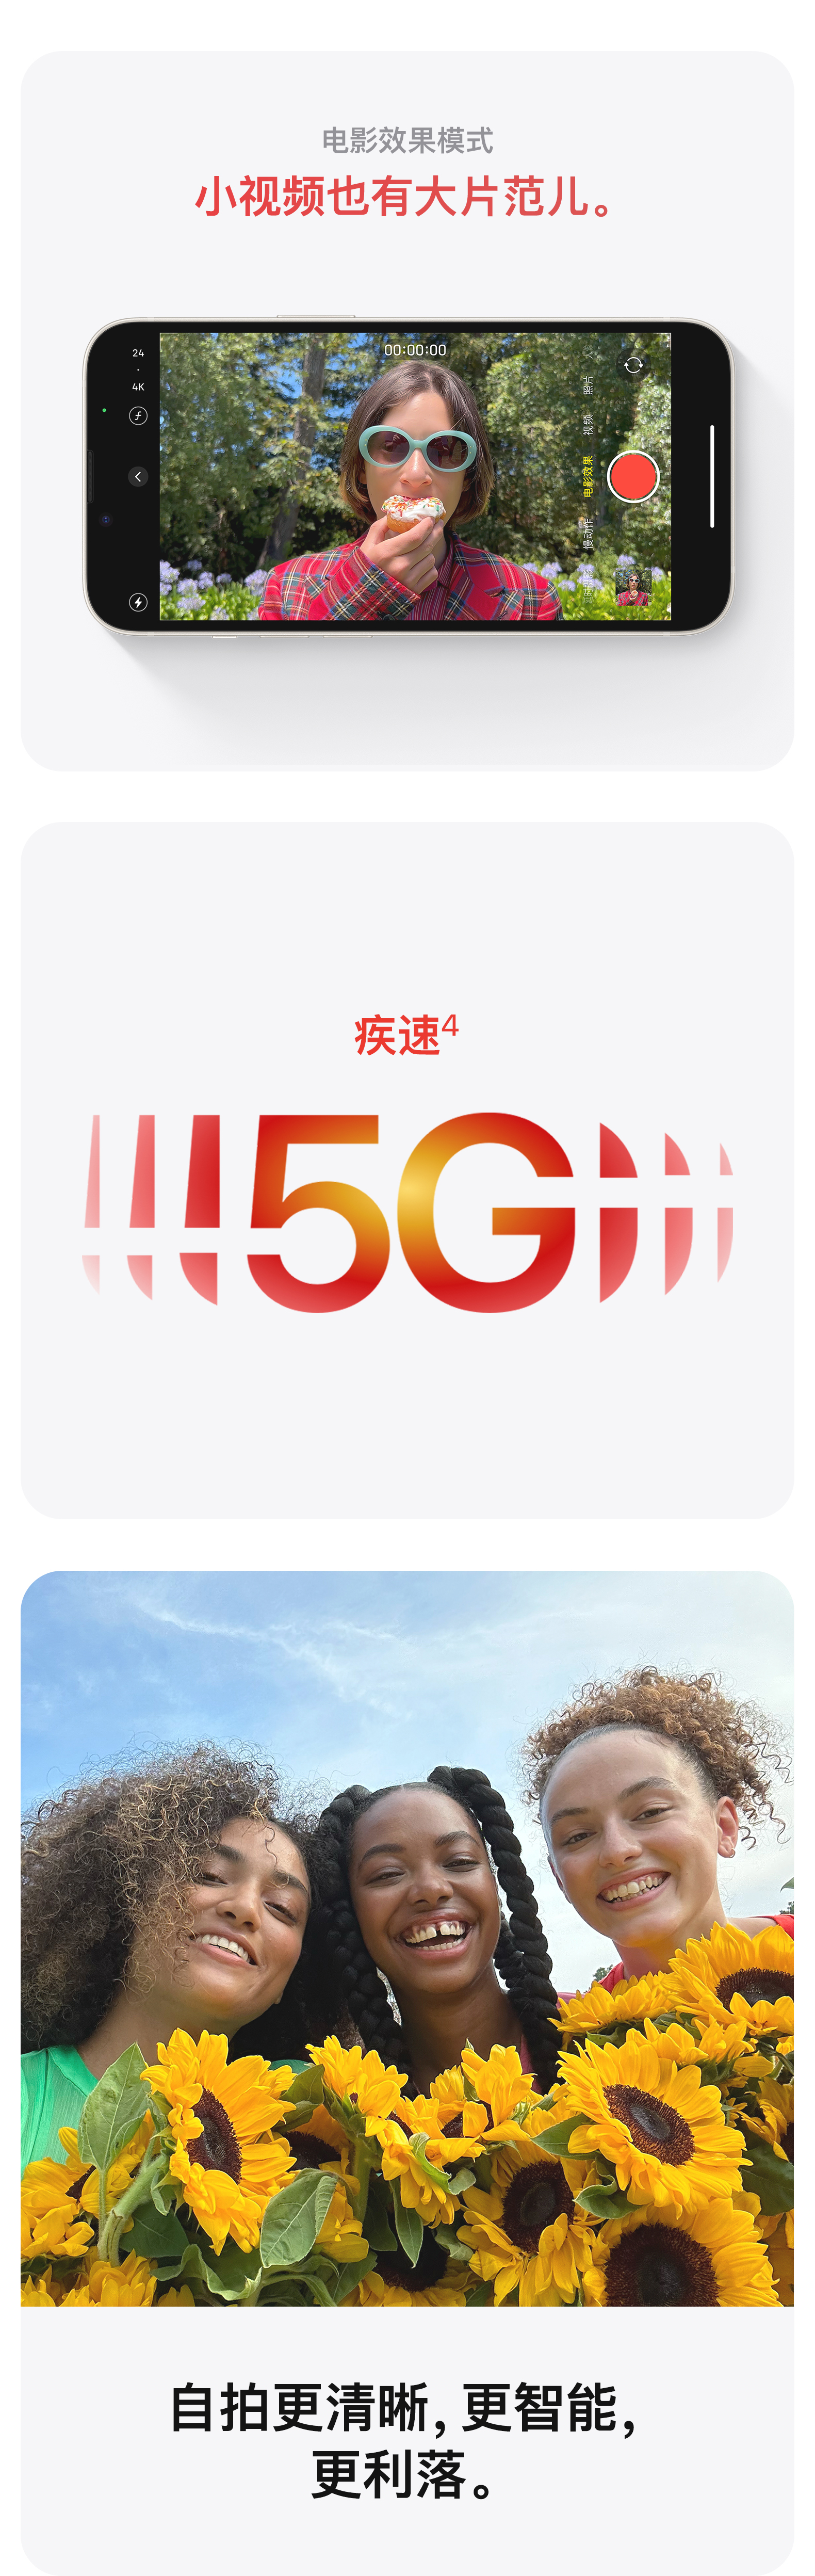 电影效果模式
小视频也有大片范儿。
24
4K
00:00:00
照片
视频
电影效果
慢动作
疾速4
5G
自拍更清晰，更智能，
更利落。